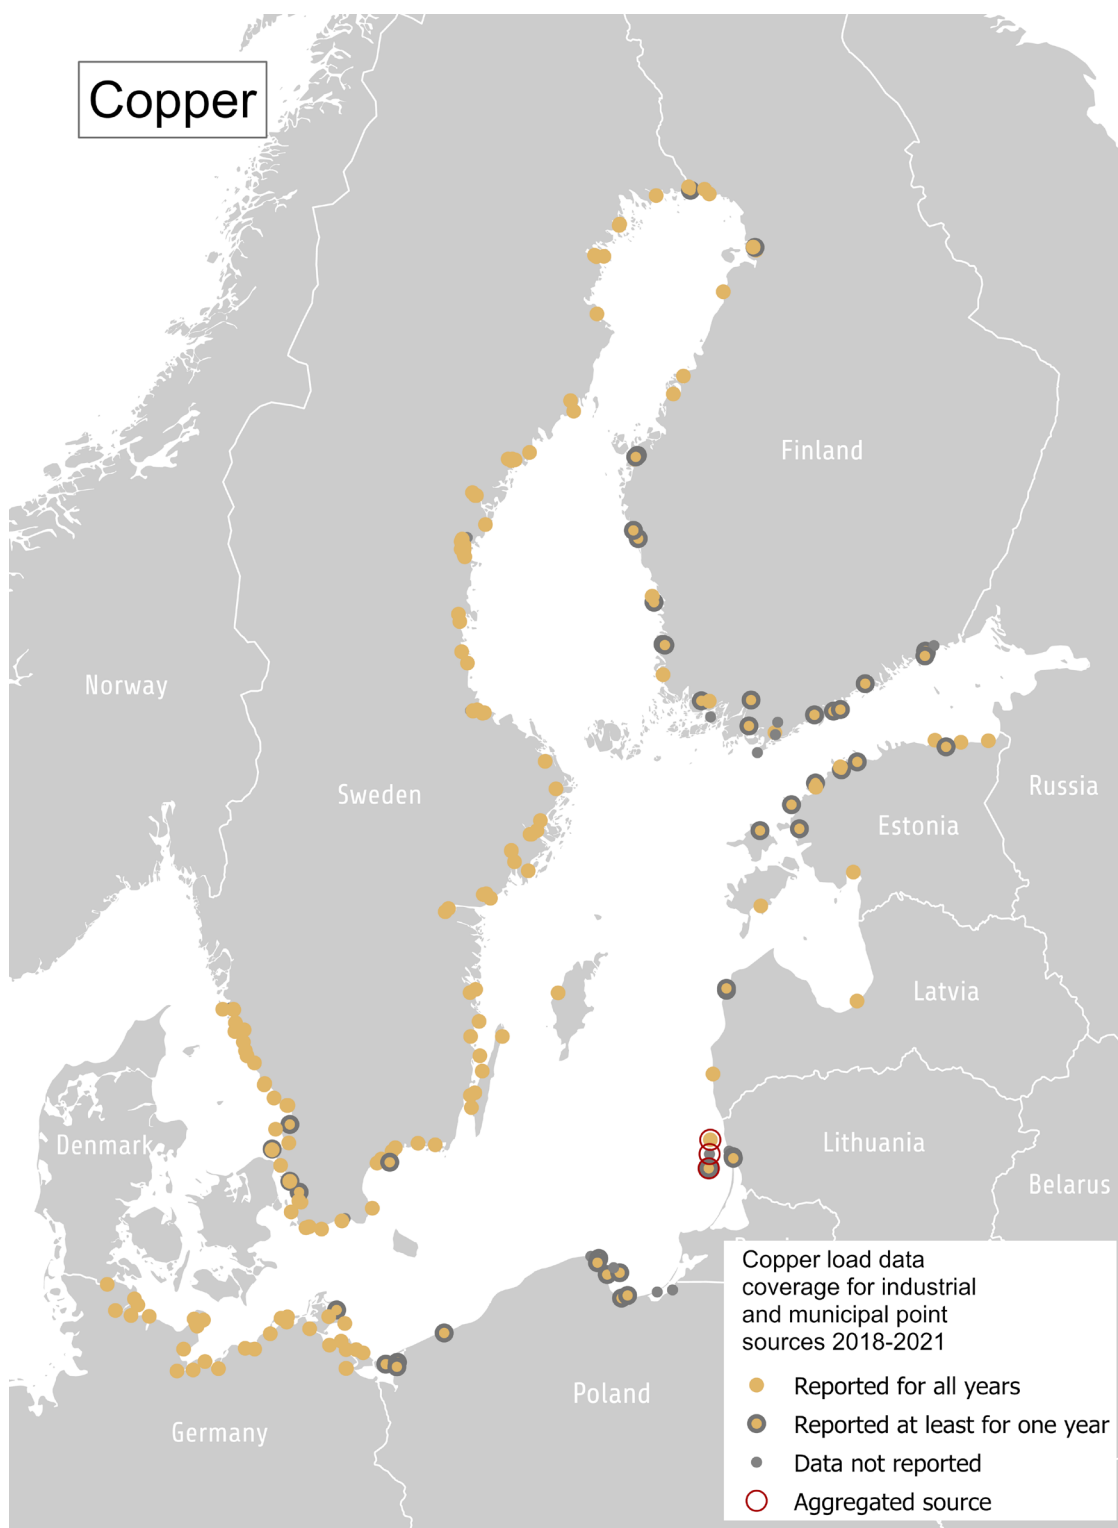 Copper
Finland
Norway
Sweden
Russia
Estonia
Latvia
Denmark
Lithuania
Belarus
Copper load data
coverage for industrial
and municipal point
sources 2018-2021
Reported for all years
Reported at least for one year
Data not reported
Aggregated source
Poland
Germany